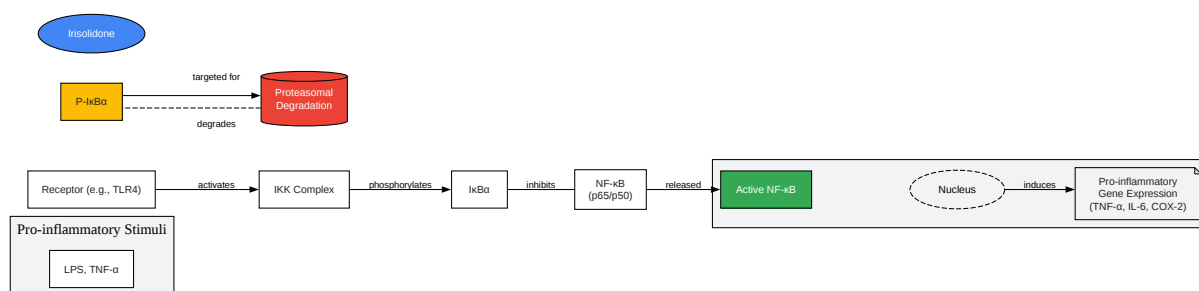 Irisolidone
targeted for
P-IκBα
Proteasomal
Degradation
degrades
Receptor (e.g., TLR4)
activates
IKK Complex
phosphorylates
IκBα
inhibits
NF-κB
(p65/p50)
released
Active NF-κB
Nucleus
induces
Pro-inflammatory
Gene Expression
(TNF-α, IL-6, COX-2)
Pro-inflammatory Stimuli
LPS, TNF-α